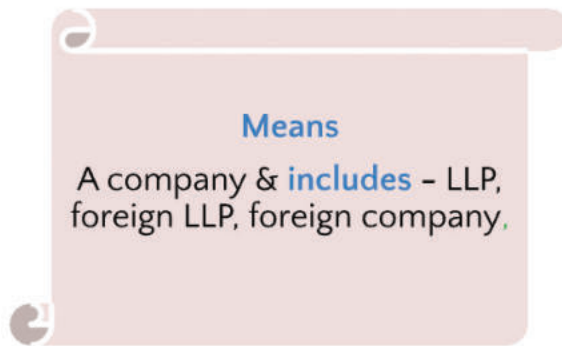 Means
A company & includes – LLP,
foreign LLP, foreign company,